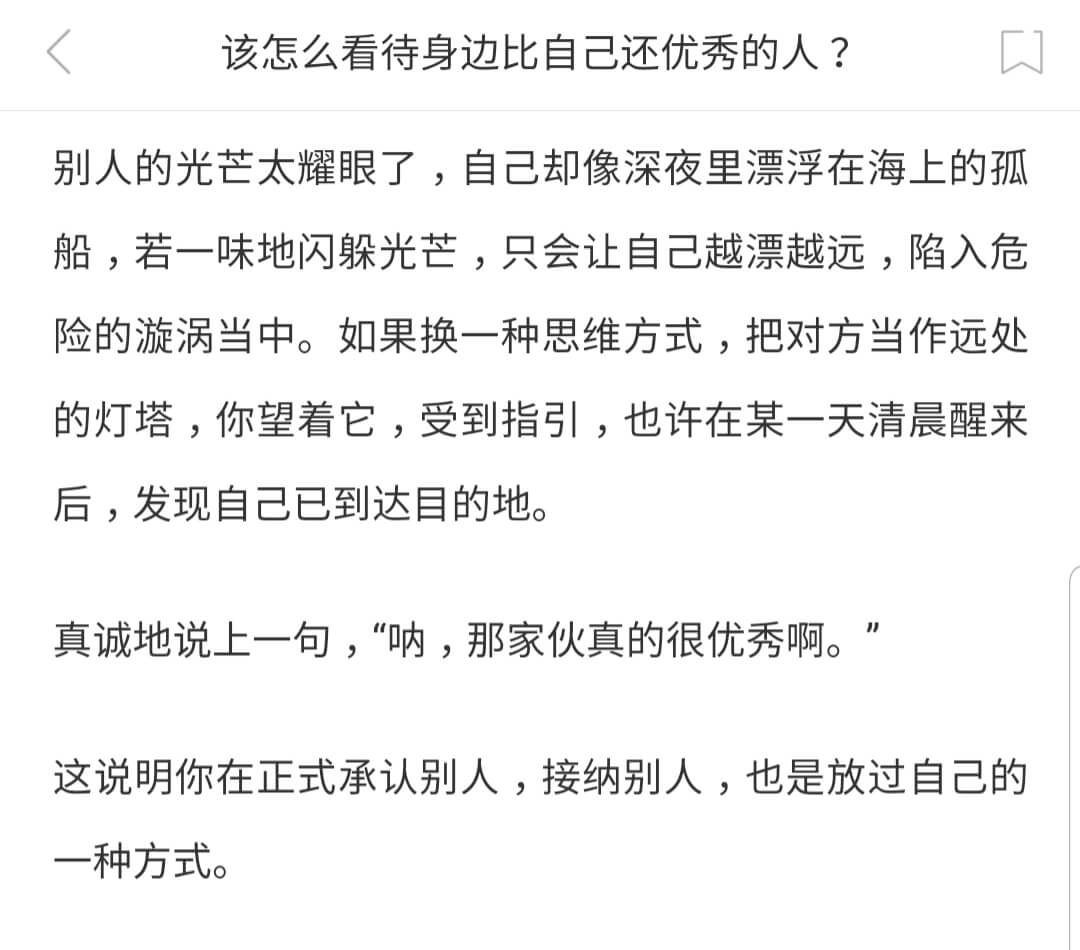 该怎么看待身边比自己还优秀的人？
别人的光芒太耀眼了，自己却像深夜里漂浮在海上的孤
船，若一味地闪躲光芒，只会让自己越漂越远，陷入危
险的漩涡当中。如果换一种思维方式，把对方当作远处
的灯塔，你望着它，受到指引，也许在某一天清晨醒来
后，发现自己已到达目的地。
真诚地说上一句，“呐，那家伙真的很优秀啊。”
这说明你在正式承认别人，接纳别人，也是放过自己的
一种方式。